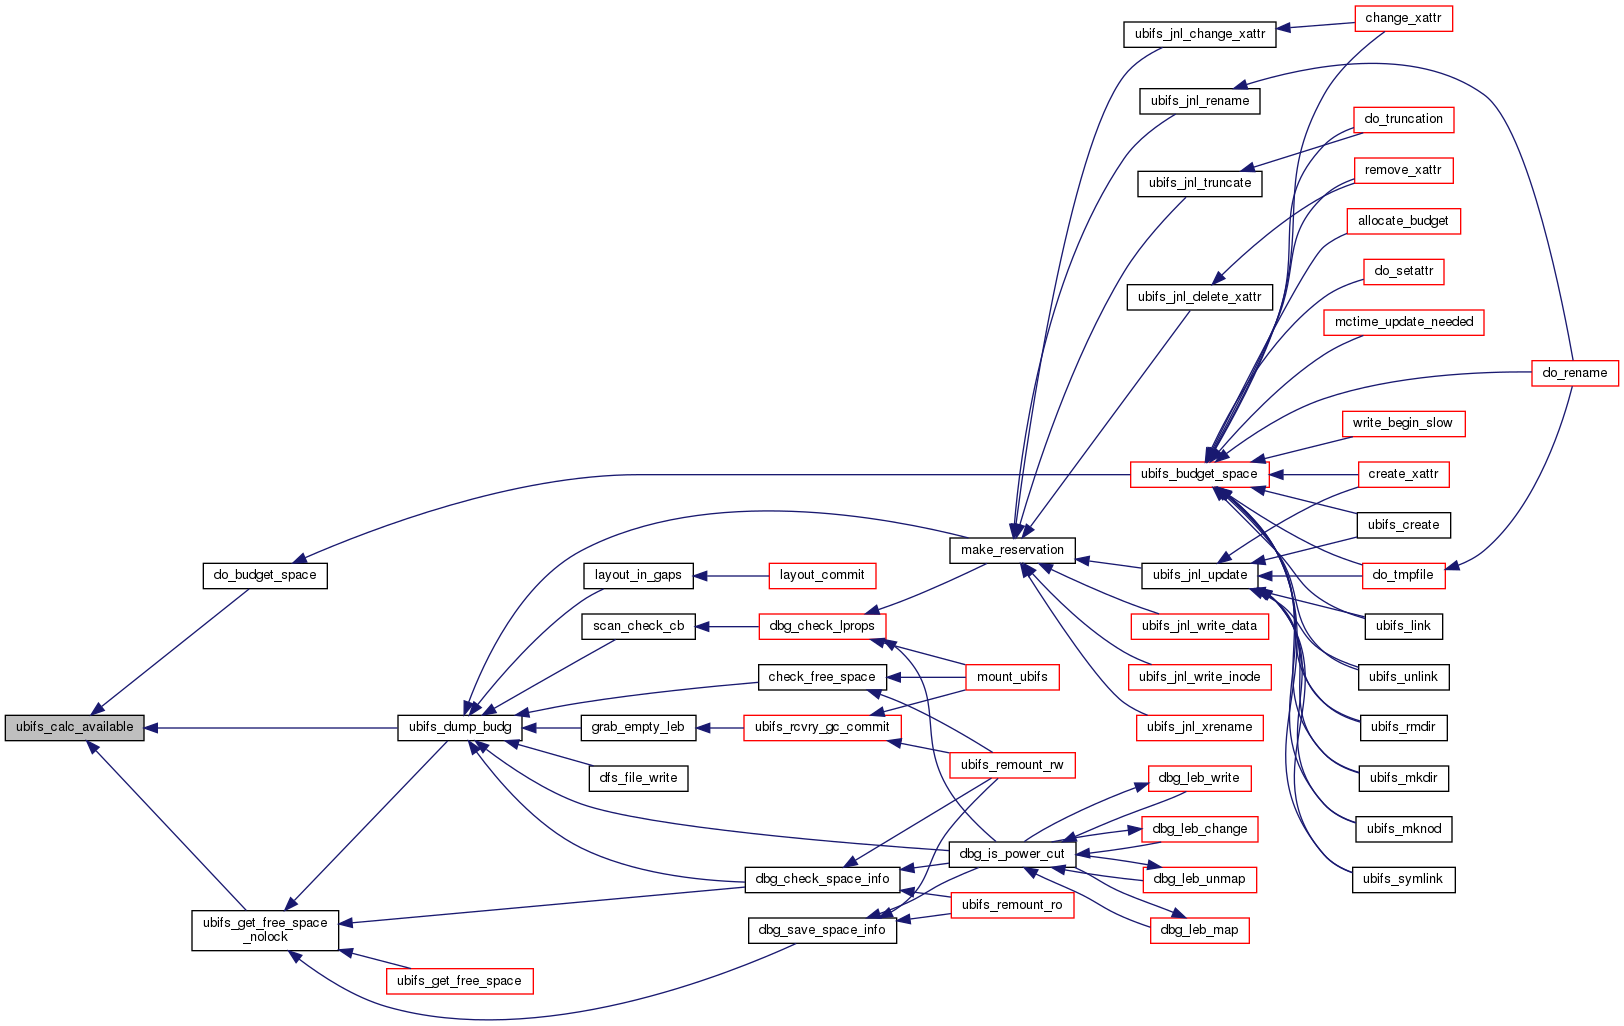 ubifs_calc_available
do_budget_space
ubifs_dump_budg
ubifs_get_free_space
_nolock
ubifs_get_free_space
layout_in_gaps
scan_check_cb
grab_empty_leb
dfs_file_write
layout_commit
dbg_check_lprops
check_free_space
ubifs_rcvry_gc_commit
dbg_check_space_info
dbg_save_space_info
make_reservation
mount_ubifs
ubifs_remount_rw
dbg_is_power_cut
ubifs_remount_ro
ubifs_jnl_change_xattr
ubifs_jnl_rename
ubifs_jnl_truncate
ubifs_jnl_delete_xattr
ubifs_budget_space
ubifs_jnl_update
ubifs_jnl_write_data
ubifs_jnl_write_inode
ubifs_jnl_xrename
dbg_leb_write
dbg_leb_change
dbg_leb_unmap
dbg_leb_map
change_xattr
do_truncation
remove_xattr
allocate_budget
do_setattr
mctime_update_needed
do_rename
write_begin_slow
create_xattr
ubifs_create
do_tmpfile
ubifs_link
ubifs_unlink
ubifs_rmdir
ubifs_mkdir
ubifs_mknod
ubifs_symlink